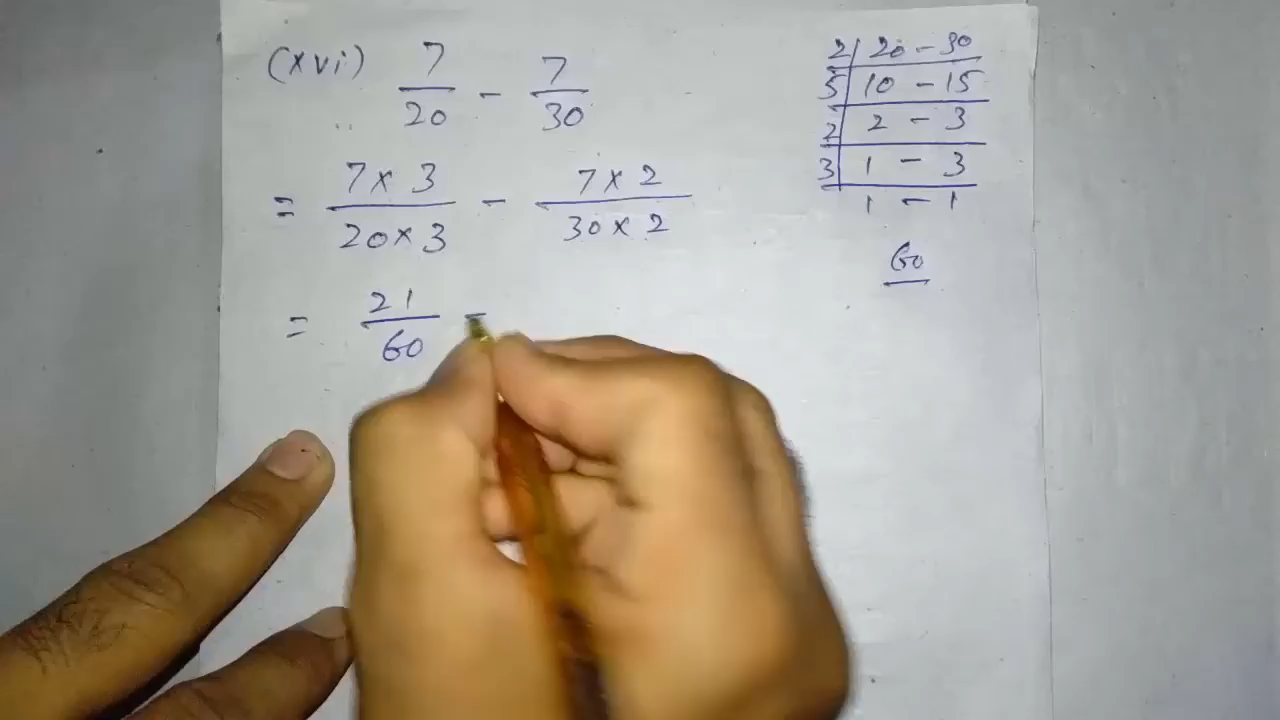 (xvi) 7/20 - 7/30
= 7 × 3/20 × 3 - 7 × 2/30 × 2
= 21/60 -
2 | 20 - 30
5 | 10 - 15
2 | 2 - 3
3 | 1 - 3
1 - 1
60